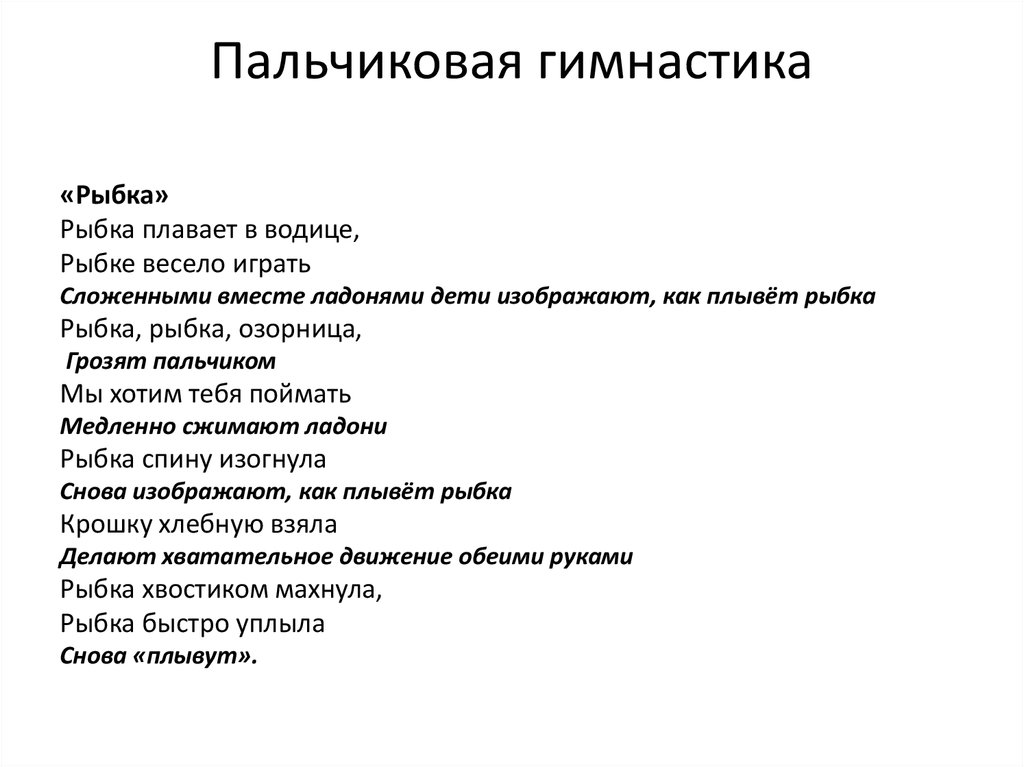 Пальчиковая гимнастика
«Рыбка»
Рыбка плавает в водице,
Рыбке весело играть
Сложенными вместе ладонями дети изображают, как плывёт рыбка
Рыбка, рыбка, озорница,
Грозят пальчиком
Мы хотим тебя поймать
Медленно сжимают ладони
Рыбка спину изогнула
Снова изображают, как плывёт рыбка
Крошку хлебную взяла
Делают хватательное движение обеими руками
Рыбка хвостиком махнула,
Рыбка быстро уплыла
Снова «плывут».